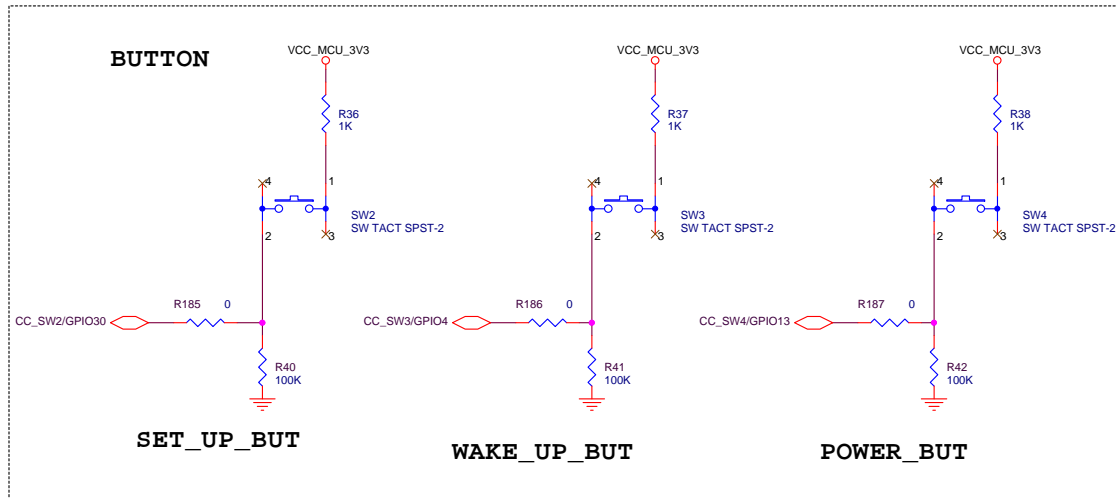 BUTTON
VCC_MCU_3V3
VCC_MCU_3V3
VCC_MCU_3V3
R36
1K
R37
1K
R38
1K
4
1
4
1
4
1
SW2
SW TACT SPST-2
SW3
SW TACT SPST-2
SW4
SW TACT SPST-2
2
3
2
3
2
3
R185 0
R186 0
R187 0
CC_SW2/GPIO30
CC_SW3/GPIO4
CC_SW4/GPIO13
R40
100K
R41
100K
R42
100K
SET_UP_BUT
WAKE_UP_BUT
POWER_BUT